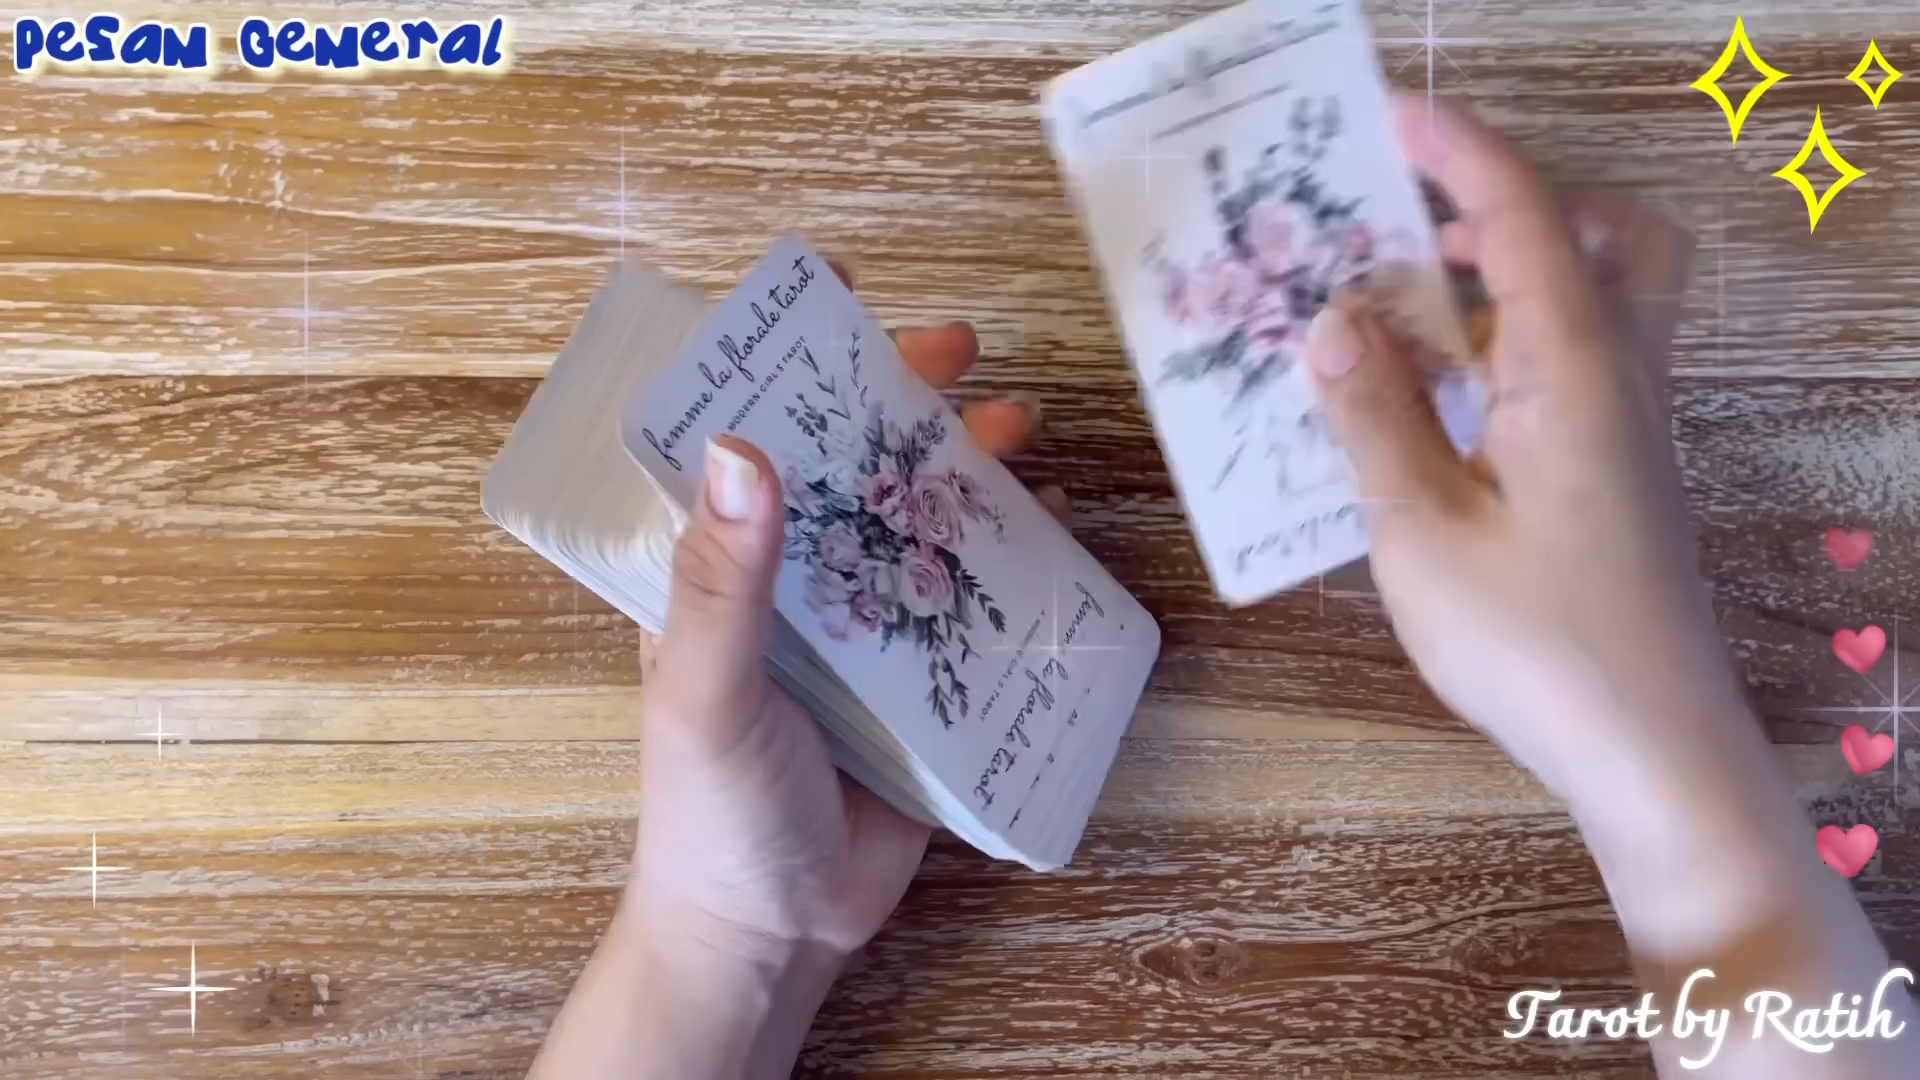 Pesan General
femme la florale tarot
MODERN GIRL'S TAROT
femme la florale tarot
Tarot by Ratih